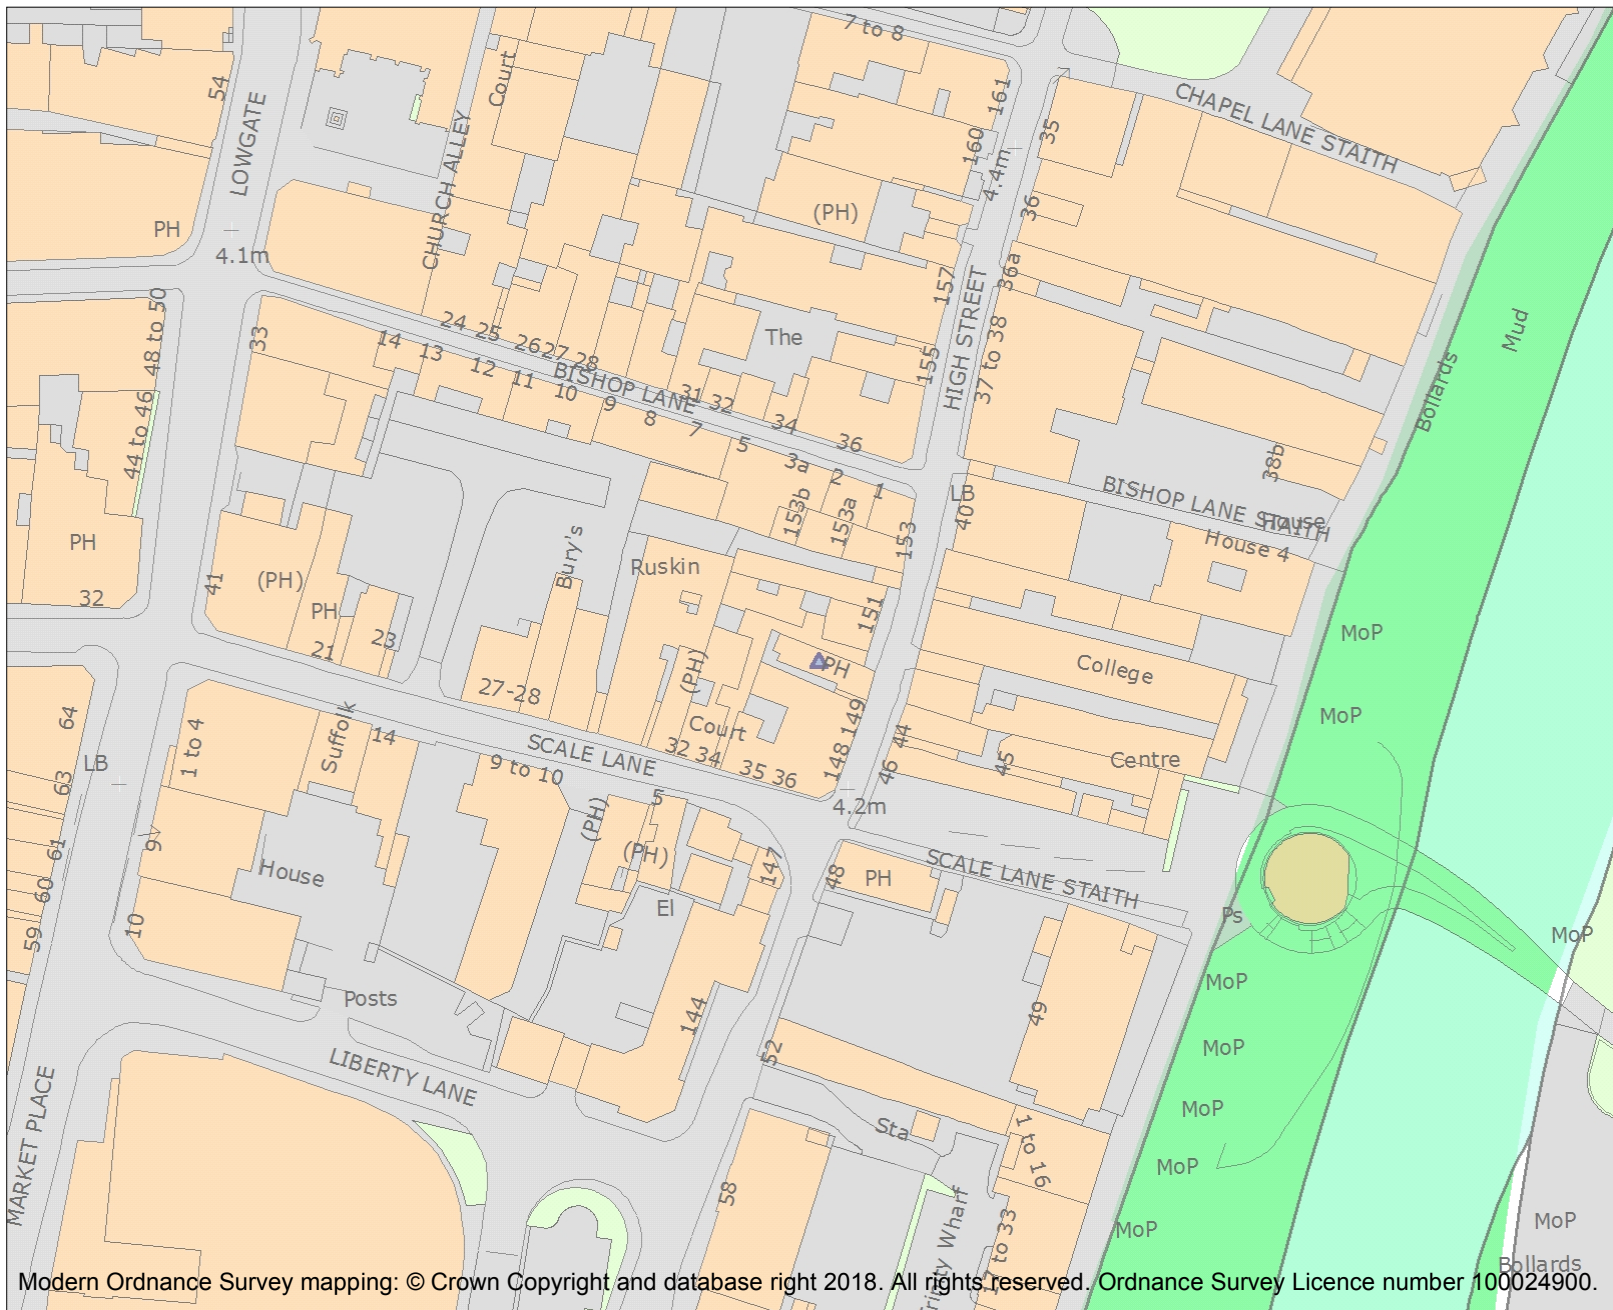 7 to 8
Court
54
LOWGATE
161
CHAPEL LANE STAITH
35
160
4.4m
CHURCH ALLEY
36
(PH)
PH
4.1m
36a
157
HIGH STREET
Mud
48 to 50
33
24 25 26 27 28
14 13 12 11 10 9 8 7 5 3a 2 1
BISHOP LANE
The
155
37 to 38
Bollards
31 32
34
36
44 to 46
38b
LB
BISHOP LANE STAITH
House
House 4
40
153b
153a
153
PH
Bury's
Ruskin
32
41
(PH)
PH
151
21
23
MoP
PH
College
(PH)
27-28
MoP
64
1 to 4
Suffolk
14
Court
149
148
44
SCALE LANE
32 34
35 36
46
45
Centre
LB
63
9 to 10
5
4.2m
(PH)
(PH)
147
61
9
House
48
PH
SCALE LANE STAITH
60
10
59
El
Ps
MoP
MoP
Posts
144
49
52
MoP
LIBERTY LANE
MARKET PLACE
Sta
MoP
1 to 16
MoP
58
Trinity Wharf
17 to 33
MoP
MoP
Bollards
Modern Ordnance Survey mapping: © Crown Copyright and database right 2018. All rights reserved. Ordnance Survey Licence number 100024900.